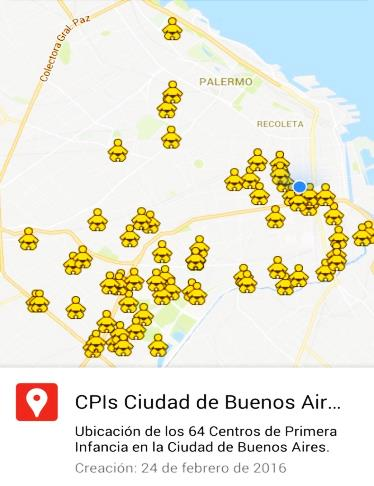 Colectora Gral. Paz
PALERMO
RECOLETA
CPIs Ciudad de Buenos Air...
Ubicación de los 64 Centros de Primera
Infancia en la Ciudad de Buenos Aires.
Creación: 24 de febrero de 2016